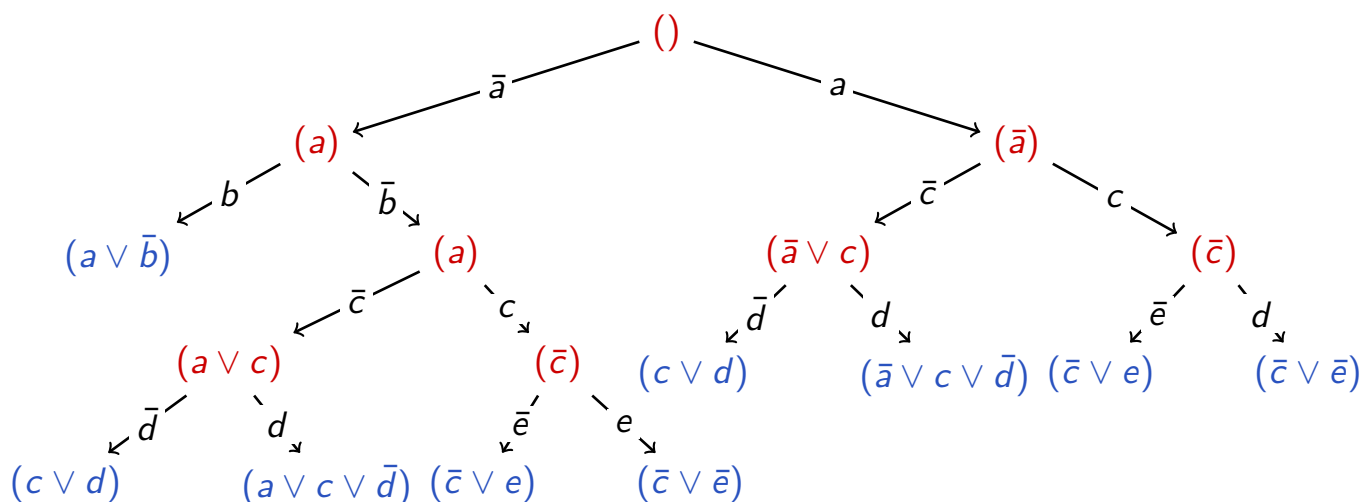 ()
ā a
(a) (ā)
b b̄ c̄ c
(a ∨ b̄) (a) (ā ∨ c) (c̄)
c̄ c d̄ d ē d
(a ∨ c) (c̄) (c ∨ d) (ā ∨ c ∨ d̄) (c̄ ∨ e) (c̄ ∨ ē)
d̄ d ē e
(c ∨ d) (a ∨ c ∨ d̄) (c̄ ∨ e) (c̄ ∨ ē)